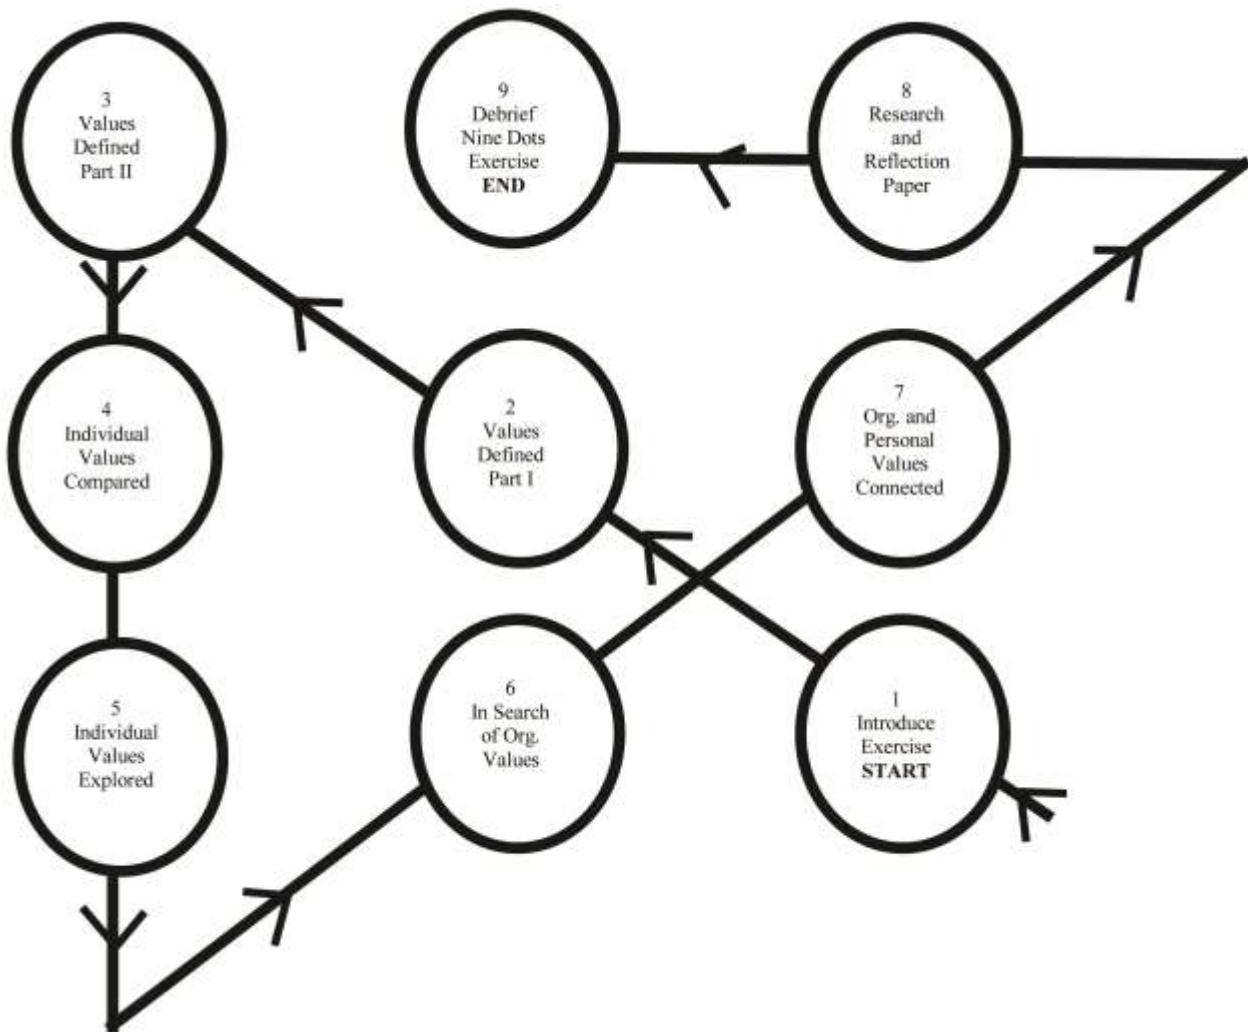 3
Values
Defined
Part II
9
Debrief
Nine Dots
Exercise
END
8
Research
and
Reflection
Paper
4
Individual
Values
Compared
2
Values
Defined
Part I
7
Org. and
Personal
Values
Connected
5
Individual
Values
Explored
6
In Search
of Org.
Values
1
Introduce
Exercise
START